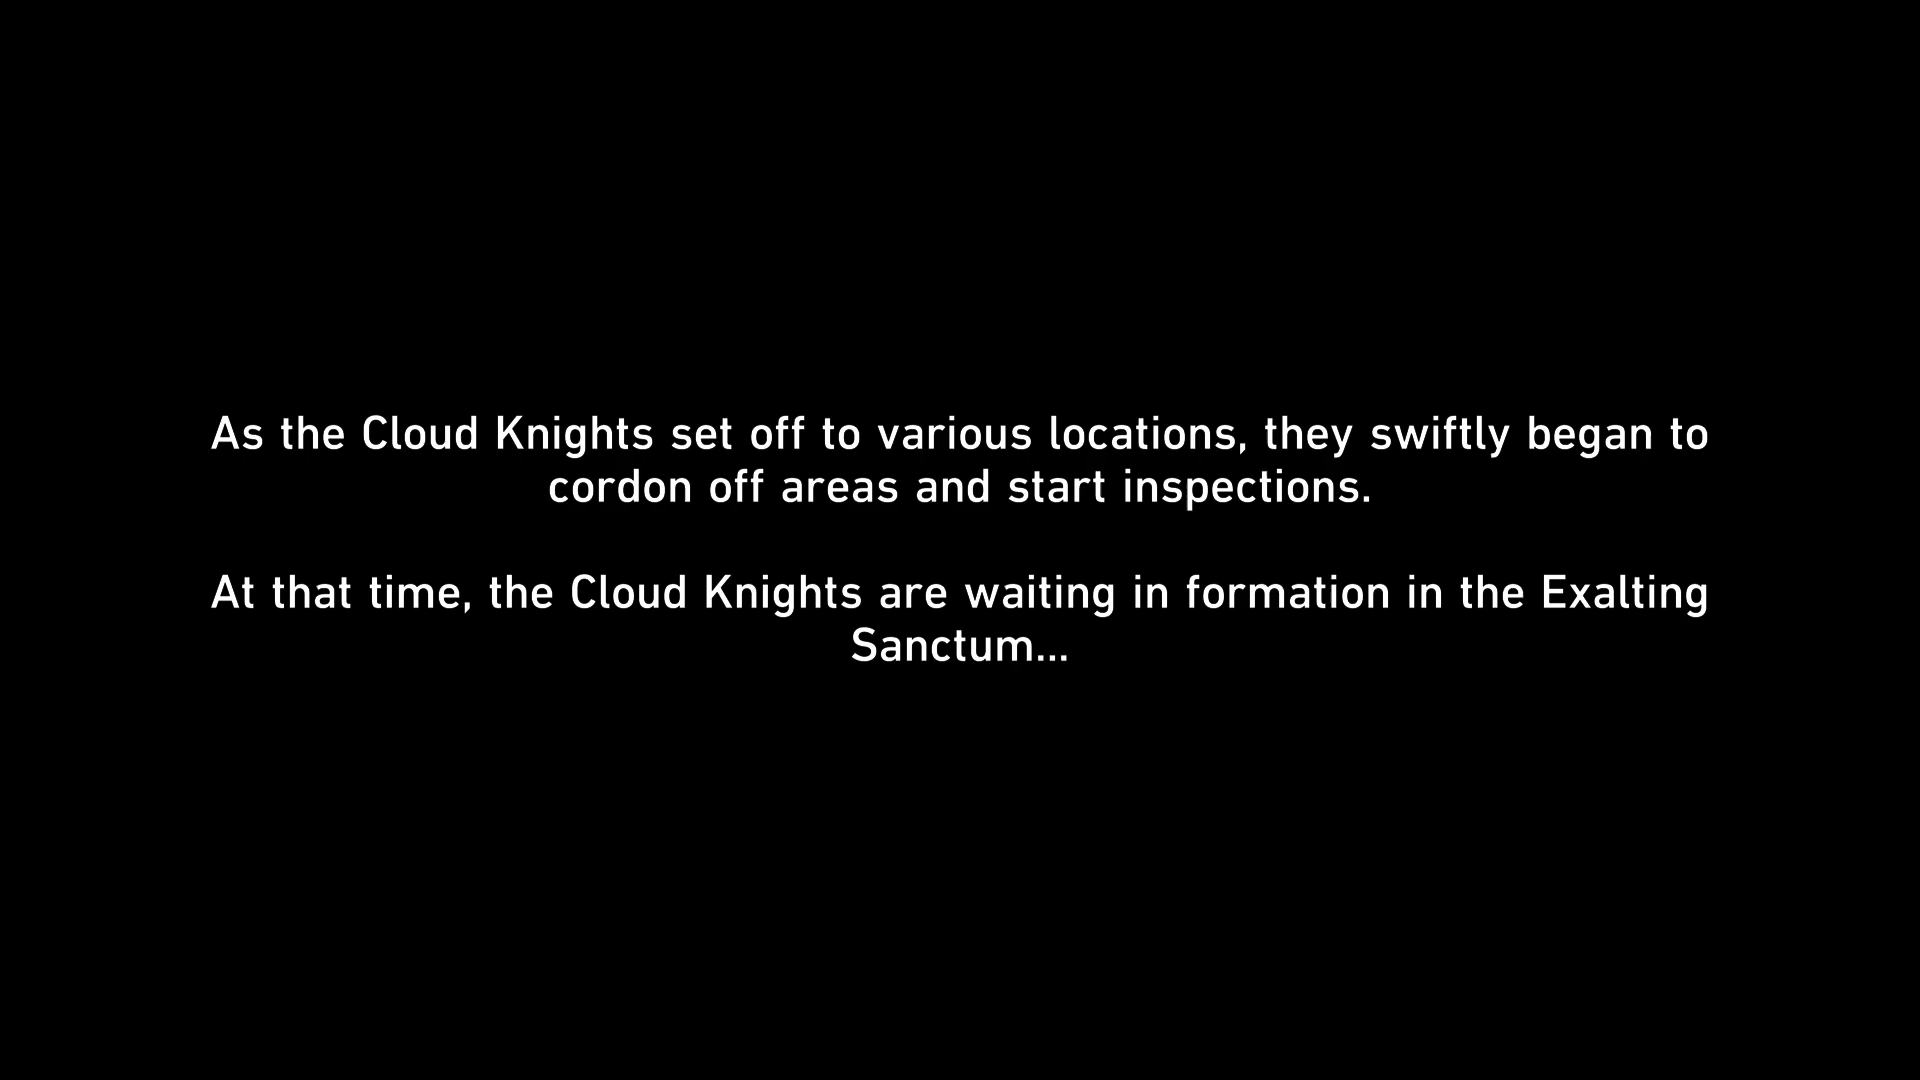 As the Cloud Knights set off to various locations, they swiftly began to
cordon off areas and start inspections.
At that time, the Cloud Knights are waiting in formation in the Exalting
Sanctum...